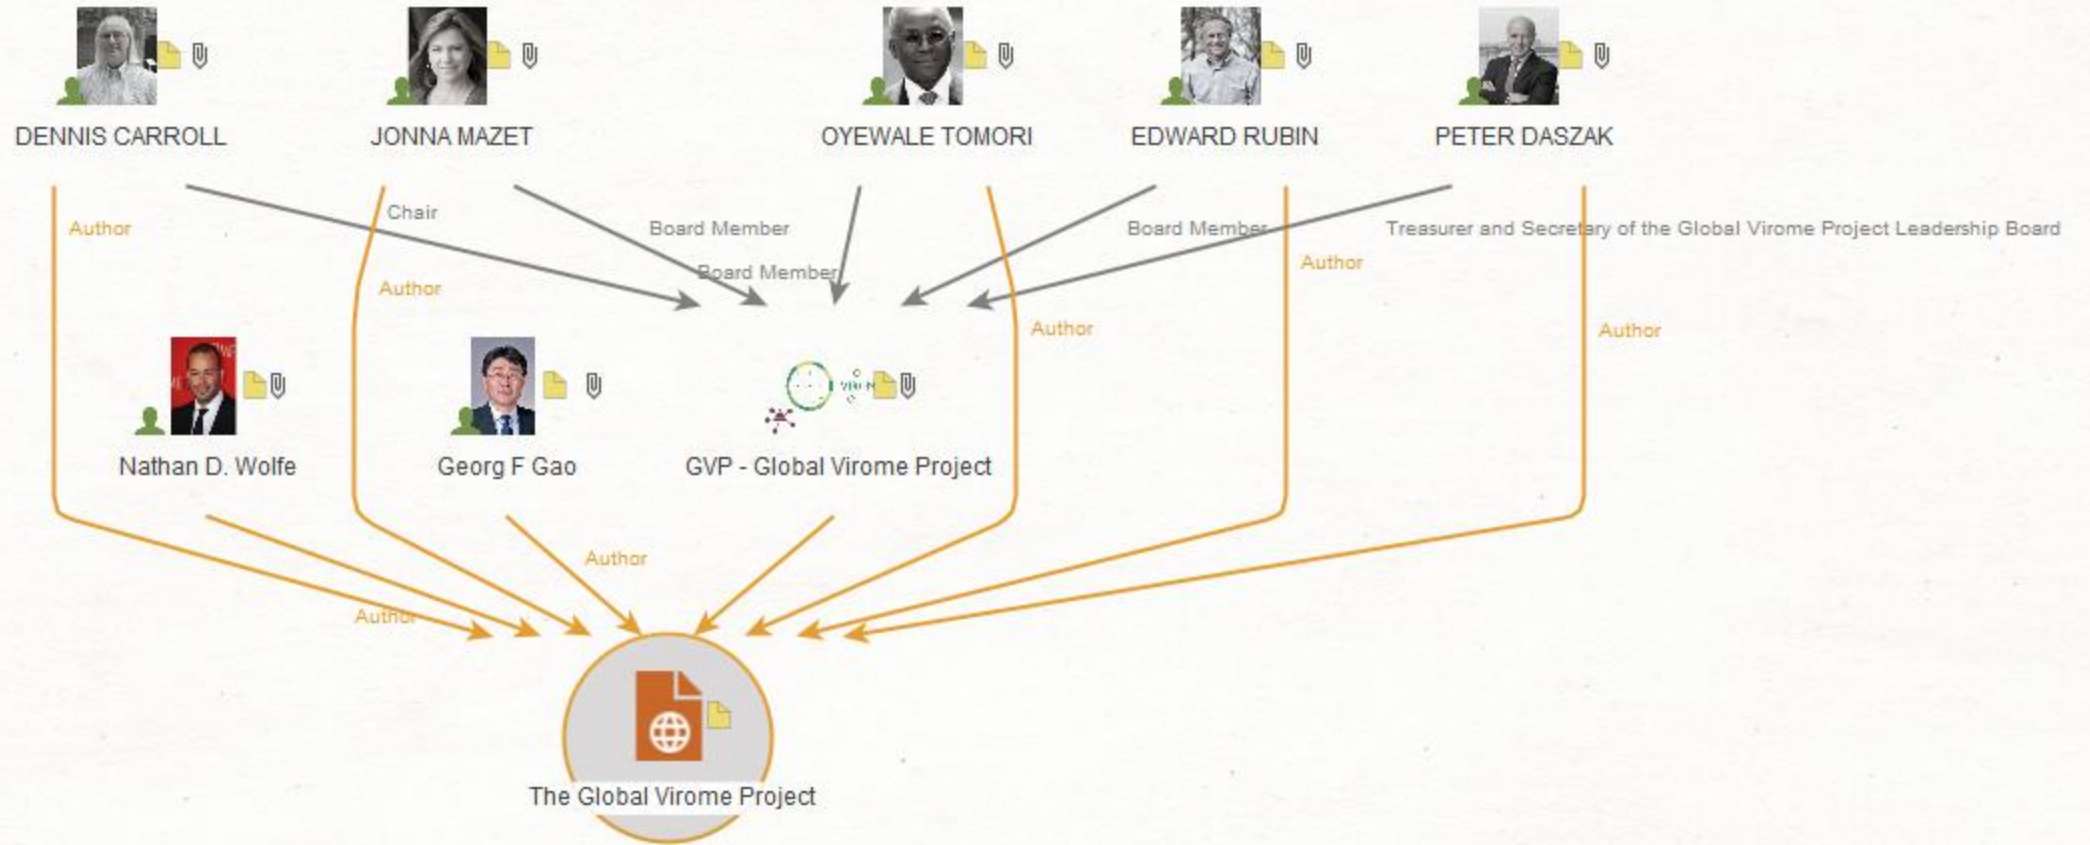 DENNIS CARROLL
JONNA MAZET
OYEWALE TOMORI
EDWARD RUBIN
PETER DASZAK
Chair
Author
Board Member
Board Member
Treasurer and Secretary of the Global Virome Project Leadership Board
Author
Board Member
Author
Author
Author
Nathan D. Wolfe
Georg F Gao
GVP - Global Virome Project
Author
Author
The Global Virome Project